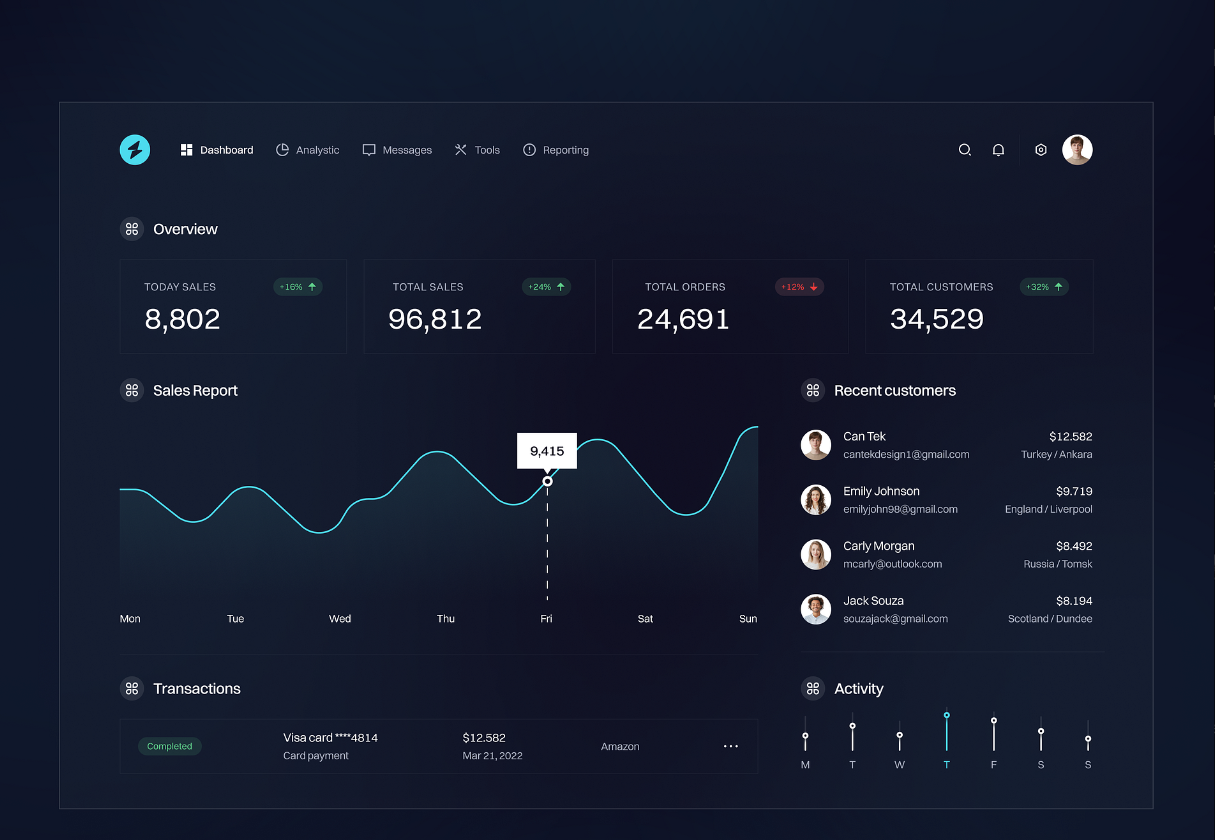 Dashboard
Analystic
Messages
Tools
Reporting
Overview
TODAY SALES
+16%
8,802
TOTAL SALES
+24%
96,812
TOTAL ORDERS
+12%
24,691
TOTAL CUSTOMERS
+32%
34,529
Sales Report
9,415
Mon Tue Wed Thu Fri Sat Sun
Recent customers
Can Tek $12.582
cantekdesign1@gmail.com Turkey / Ankara
Emily Johnson $9.719
emilyjohn98@gmail.com England / Liverpool
Carly Morgan $8.492
mcarly@outlook.com Russia / Tomsk
Jack Souza $8.194
souzajack@gmail.com Scotland / Dundee
Transactions
Completed
Visa card ****4814
Card payment
$12.582
Mar 21, 2022
Amazon
Activity
M T W T F S S